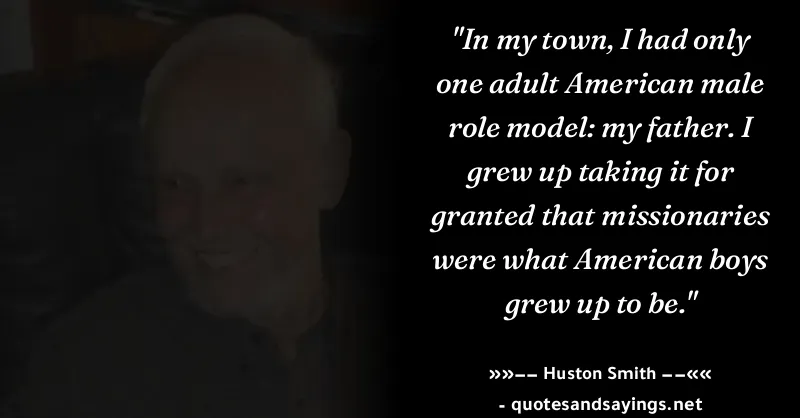 "In my town, I had only
one adult American male
role model: my father. I
grew up taking it for
granted that missionaries
were what American boys
grew up to be."
»»−− Huston Smith −−««
- quotesandsayings.net